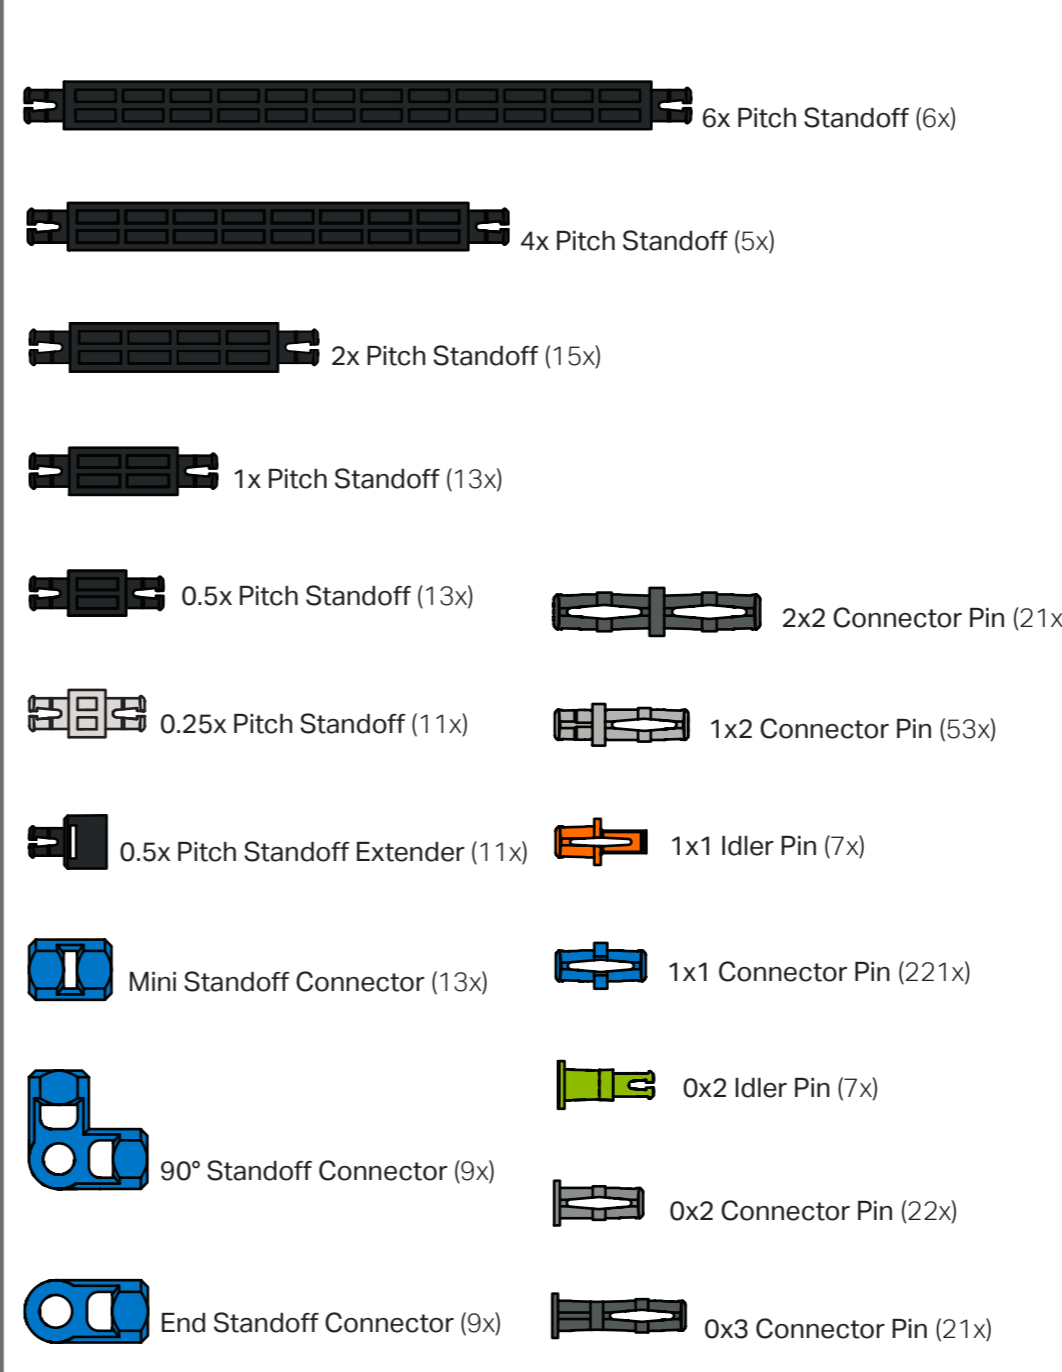 6x Pitch Standoff (6x)
4x Pitch Standoff (5x)
2x Pitch Standoff (15x)
1x Pitch Standoff (13x)
0.5x Pitch Standoff (13x)
0.25x Pitch Standoff (11x)
0.5x Pitch Standoff Extender (11x)
Mini Standoff Connector (13x)
90° Standoff Connector (9x)
End Standoff Connector (9x)
2x2 Connector Pin (21x
1x2 Connector Pin (53x)
1x1 Idler Pin (7x)
1x1 Connector Pin (221x)
0x2 Idler Pin (7x)
0x2 Connector Pin (22x)
0x3 Connector Pin (21x)